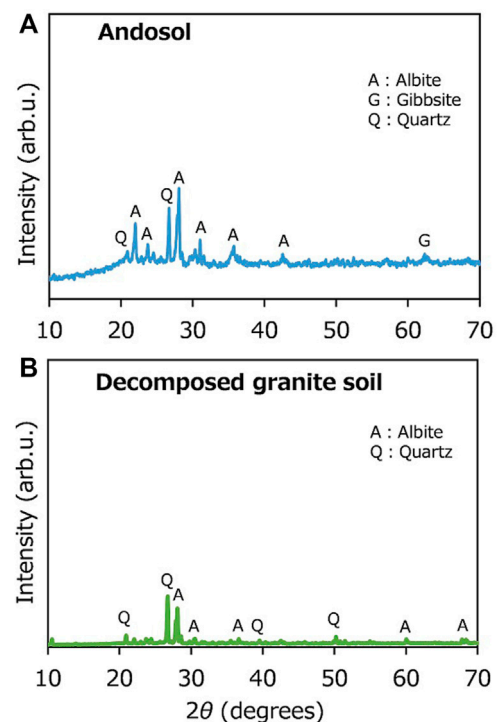 A
Andosol
A : Albite
G : Gibbsite
Q : Quartz
Intensity (arb.u.)
Q
A
A
Q
A
A
A
A
G
10 20 30 40 50 60 70
B
Decomposed granite soil
A : Albite
Q : Quartz
Intensity (arb.u.)
Q
Q
A
A
A
Q
Q
A
A
10 20 30 40 50 60 70
2θ (degrees)